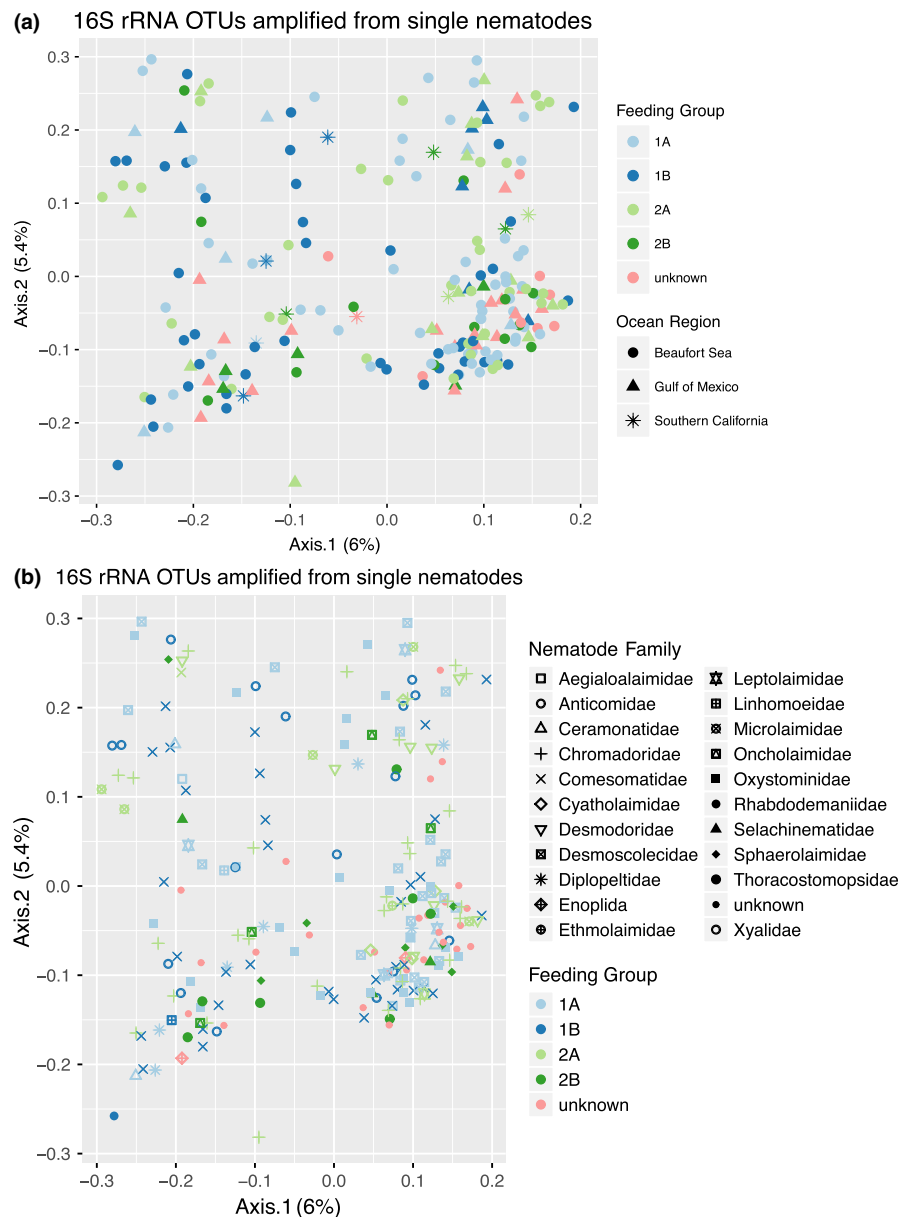 (a) 16S rRNA OTUs amplified from single nematodes
0.3
0.2
0.1
0.0
−0.1
−0.2
−0.3
Axis.2 (5.4%)
−0.3 −0.2 −0.1 0.0 0.1 0.2
Axis.1 (6%)
Feeding Group
1A
1B
2A
2B
unknown
Ocean Region
Beaufort Sea
Gulf of Mexico
Southern California
(b) 16S rRNA OTUs amplified from single nematodes
0.3
0.2
0.1
0.0
−0.1
−0.2
−0.3
Axis.2 (5.4%)
−0.3 −0.2 −0.1 0.0 0.1 0.2
Axis.1 (6%)
Nematode Family
Aegialoalaimidae
Anticomidae
Ceramonatidae
Chromadoridae
Comesomatidae
Cyatholaimidae
Desmodoridae
Desmoscolecidae
Diplopeltidae
Enoplida
Ethmolaimidae
Leptolaimidae
Linhomoeidae
Microlaimidae
Oncholaimidae
Oxystominidae
Rhabdodemaniidae
Selachinematidae
Sphaerolaimidae
Thoracostomopsidae
unknown
Xyalidae
Feeding Group
1A
1B
2A
2B
unknown